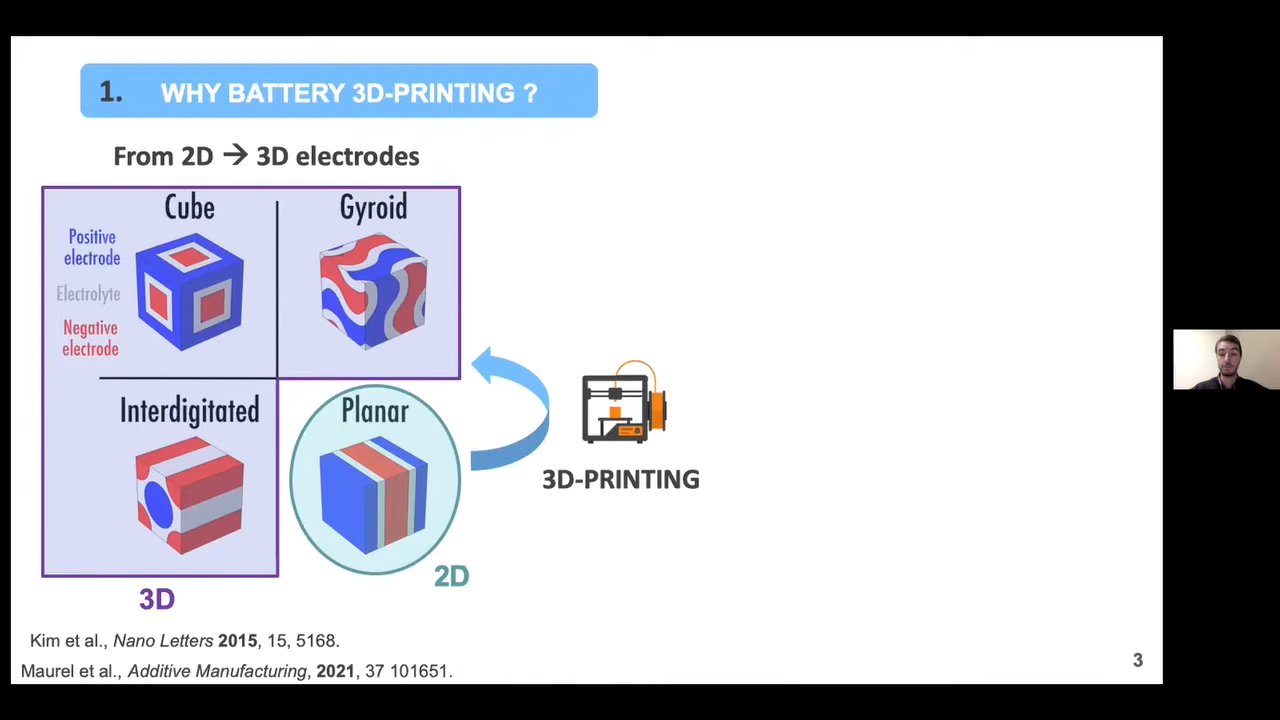 1. WHY BATTERY 3D-PRINTING ?
From 2D → 3D electrodes
Cube
Gyroid
Positive
electrode
Electrolyte
Negative
electrode
Interdigitated
Planar
3D-PRINTING
2D
3D
Kim et al., Nano Letters 2015, 15, 5168.
Maurel et al., Additive Manufacturing, 2021, 37 101651.
3